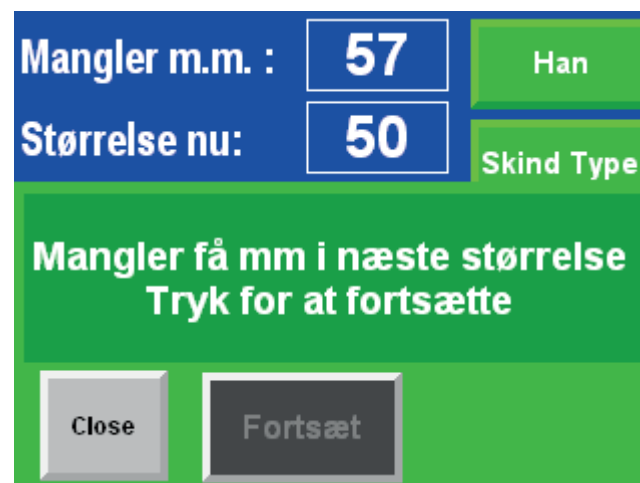 Mangler m.m. : 57 Han
Størrelse nu: 50 Skind Type
Mangler få mm i næste størrelse
Tryk for at fortsætte
Close Fortsæt